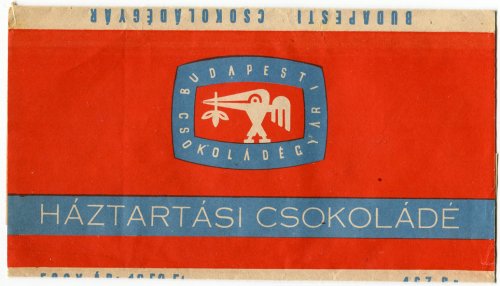 BUDAPESTI CSOKOLÁDÉGYÁR
BUDAPESTI
CSOKOLÁDÉGYÁR
HÁZTARTÁSI CSOKOLÁDÉ